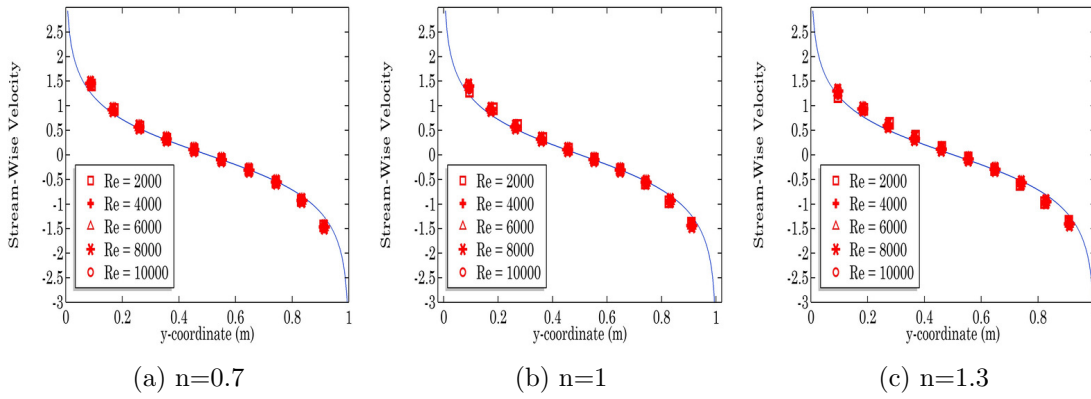 Stream-Wise Velocity
2.5
2
1.5
1
0.5
0
-0.5
-1
-1.5
-2
-2.5
-3
Re = 2000
Re = 4000
Re = 6000
Re = 8000
Re = 10000
0 0.2 0.4 0.6 0.8 1
y-coordinate (m)
(a) n=0.7
Stream-Wise Velocity
2.5
2
1.5
1
0.5
0
-0.5
-1
-1.5
-2
-2.5
-3
Re = 2000
Re = 4000
Re = 6000
Re = 8000
Re = 10000
0 0.2 0.4 0.6 0.8 1
y-coordinate (m)
(b) n=1
Stream-Wise Velocity
2.5
2
1.5
1
0.5
0
-0.5
-1
-1.5
-2
-2.5
-3
Re = 2000
Re = 4000
Re = 6000
Re = 8000
Re = 10000
0 0.2 0.4 0.6 0.8
y-coordinate (m)
(c) n=1.3